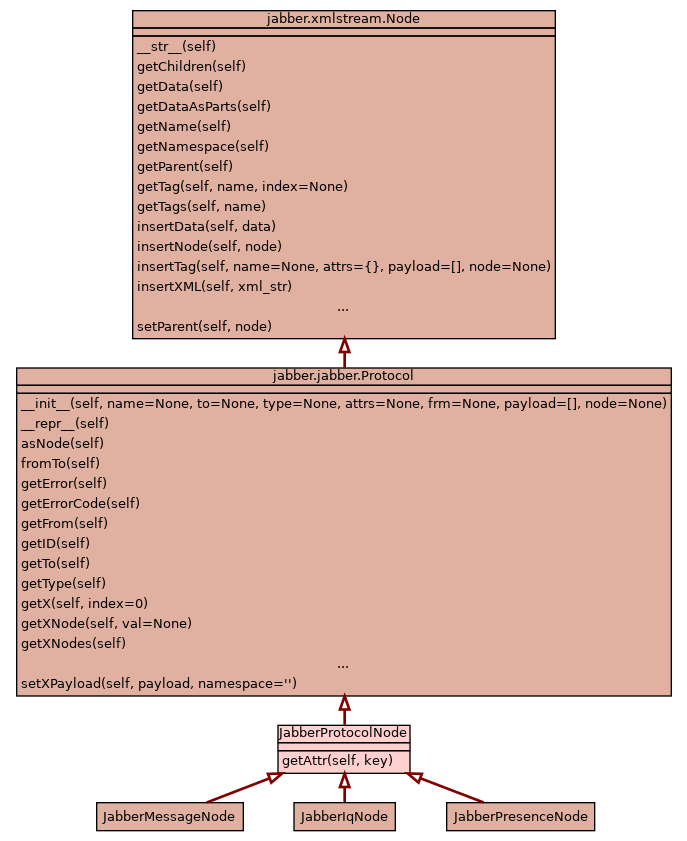 jabber.xmlstream.Node
__str__(self)
getChildren(self)
getData(self)
getDataAsParts(self)
getName(self)
getNamespace(self)
getParent(self)
getTag(self, name, index=None)
getTags(self, name)
insertData(self, data)
insertNode(self, node)
insertTag(self, name=None, attrs={}, payload=[], node=None)
insertXML(self, xml_str)
...
setParent(self, node)
jabber.jabber.Protocol
__init__(self, name=None, to=None, type=None, attrs=None, frm=None, payload=[], node=None)
__repr__(self)
asNode(self)
fromTo(self)
getError(self)
getErrorCode(self)
getFrom(self)
getID(self)
getTo(self)
getType(self)
getX(self, index=0)
getXNode(self, val=None)
getXNodes(self)
...
setXPayload(self, payload, namespace='')
JabberProtocolNode
getAttr(self, key)
JabberMessageNode
JabberIqNode
JabberPresenceNode